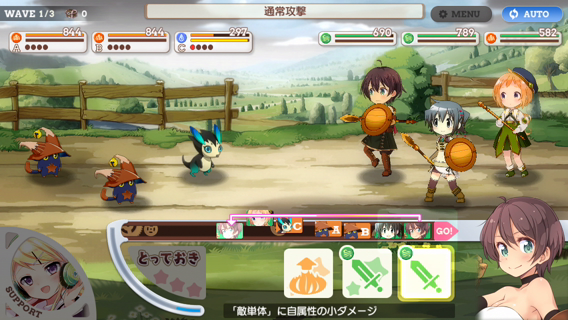 WAVE 1/3
0
通常攻撃
MENU
AUTO
844
A
844
B
297
C
690
789
582
C
A
B
GO!
とっておき
SUPPORT
「敵単体」に自属性の小ダメージ